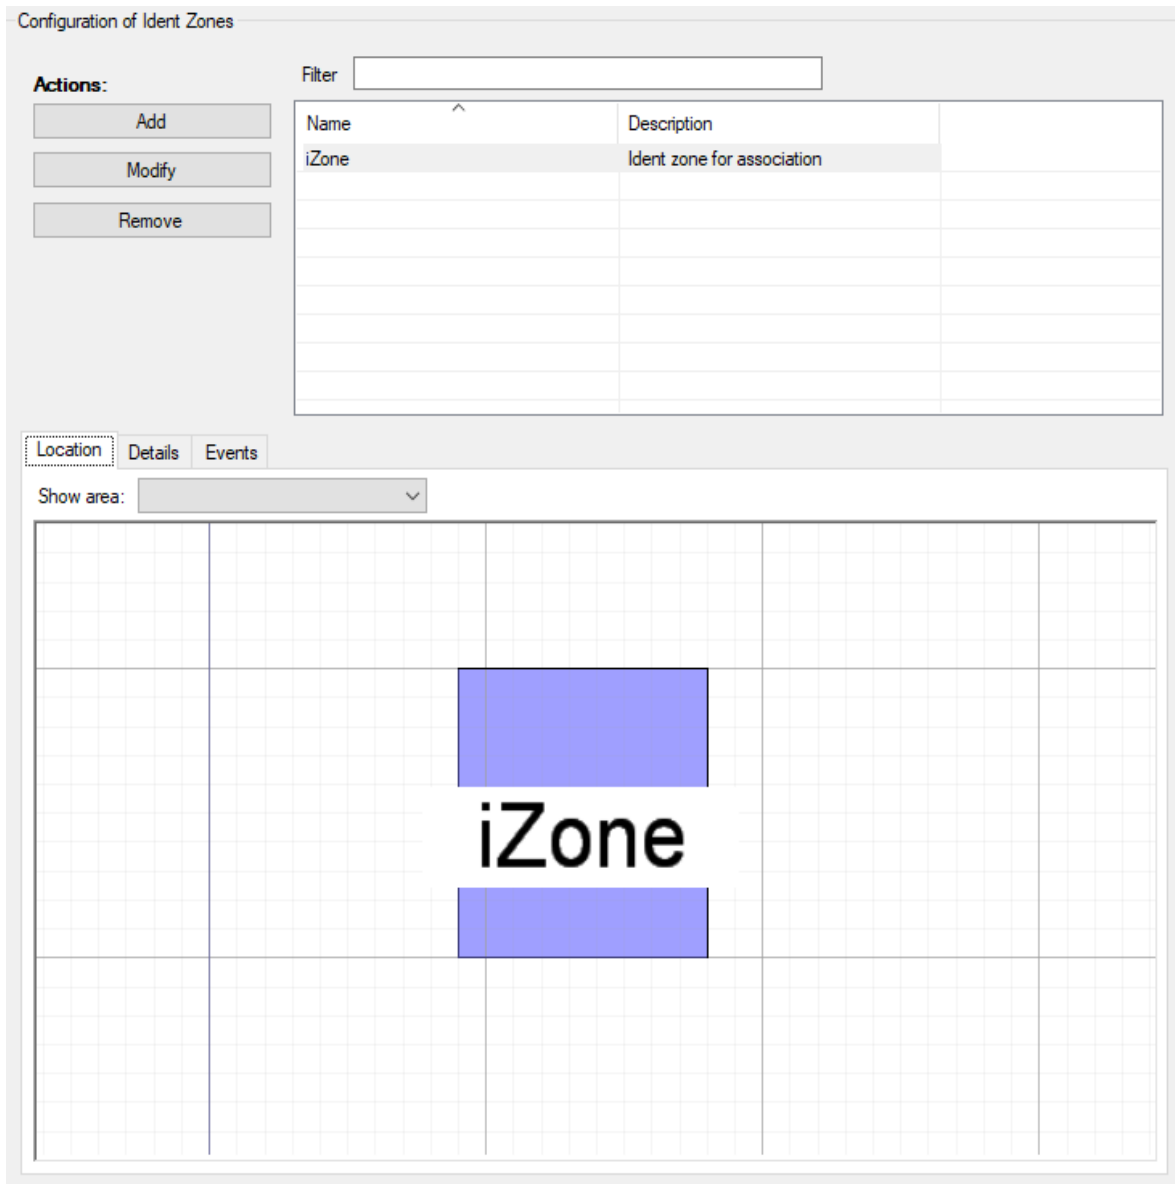 Configuration of Ident Zones
Actions:
Add
Modify
Remove
Filter
Name Description
iZone Ident zone for association
Location Details Events
Show area:
iZone